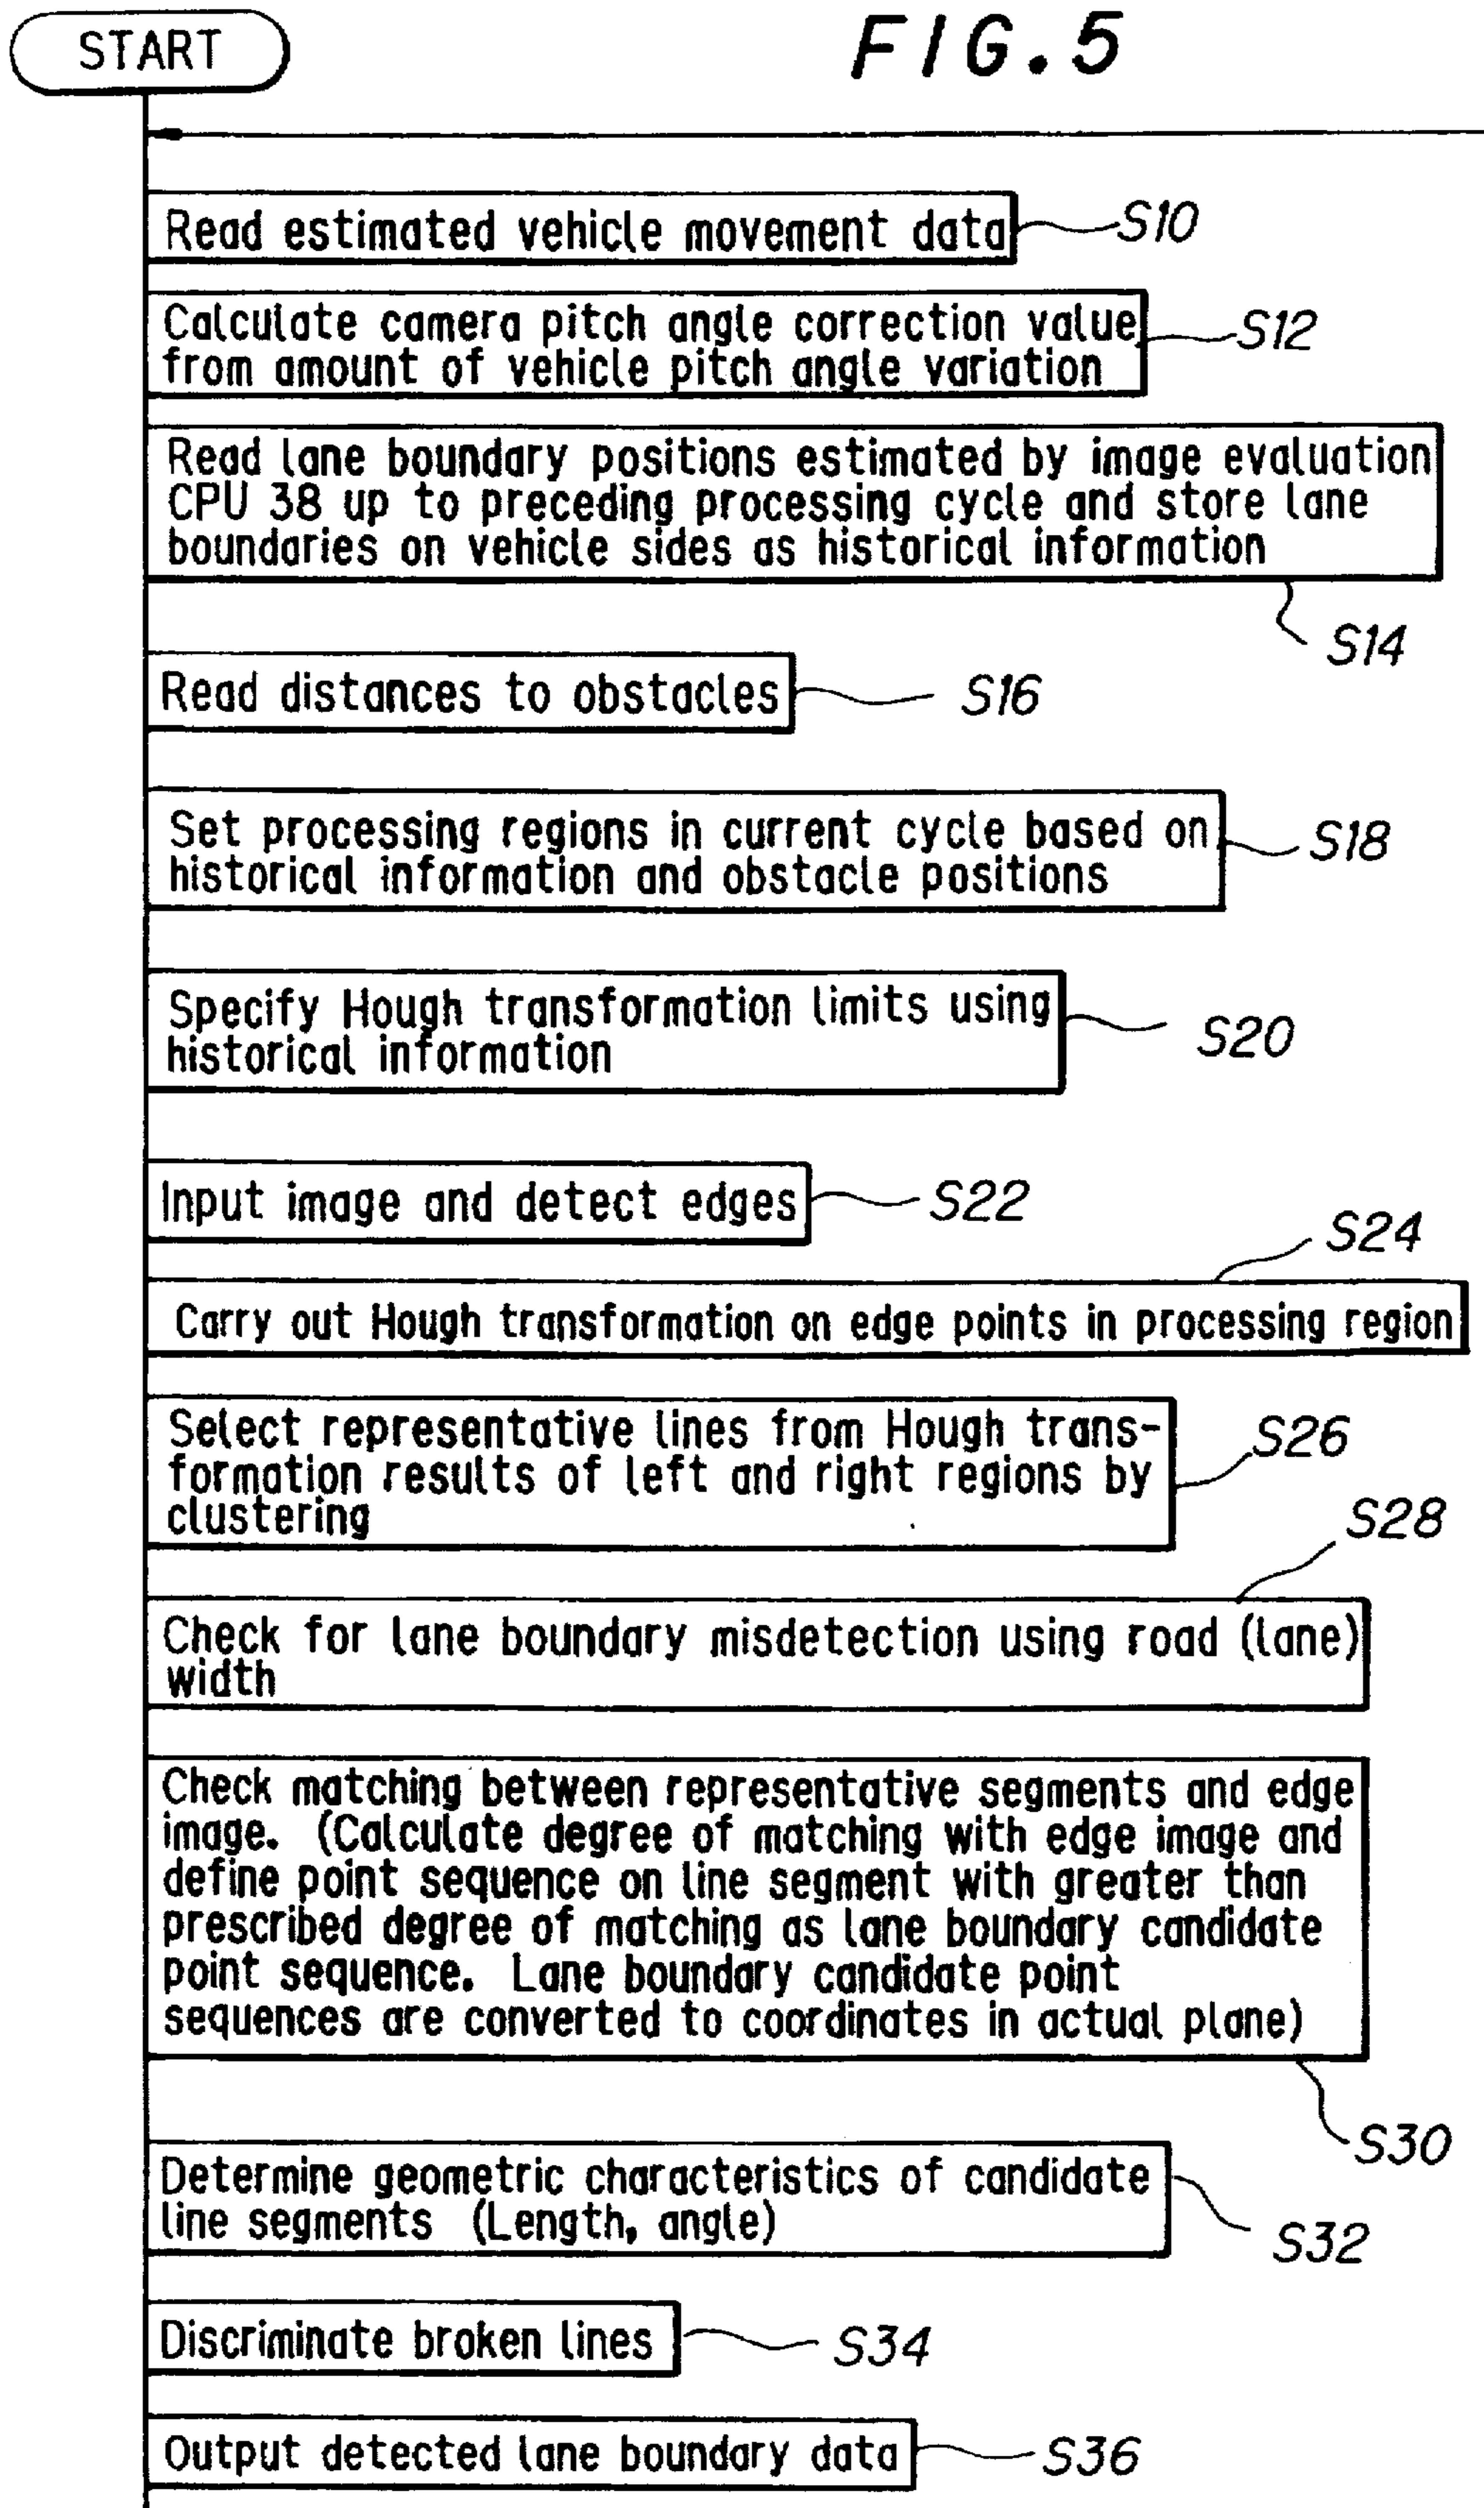 START
FIG. 5
Read estimated vehicle movement data
S10
Calculate camera pitch angle correction value
from amount of vehicle pitch angle variation
S12
Read lane boundary positions estimated by image evaluation
CPU 38 up to preceding processing cycle and store lane
boundaries on vehicle sides as historical information
S14
Read distances to obstacles
S16
Set processing regions in current cycle based on
historical information and obstacle positions
S18
Specify Hough transformation limits using
historical information
S20
Input image and detect edges
S22
S24
Carry out Hough transformation on edge points in processing region
Select representative lines from Hough trans-
formation results of left and right regions by
clustering
S26
S28
Check for lane boundary misdetection using road (lane)
width
Check matching between representative segments and edge
image. (Calculate degree of matching with edge image and
define point sequence on line segment with greater than
prescribed degree of matching as lane boundary candidate
point sequence. Lane boundary candidate point
sequences are converted to coordinates in actual plane)
S30
Determine geometric characteristics of candidate
line segments (Length, angle)
S32
Discriminate broken lines
S34
Output detected lane boundary data
S36